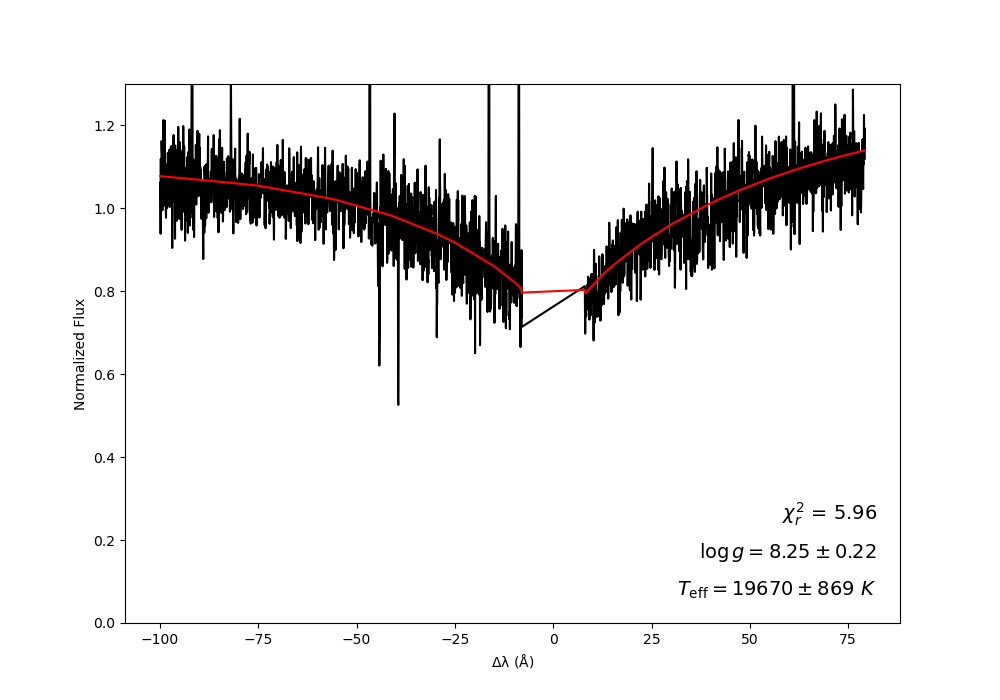 1.2
1.0
0.8
0.6
0.4
0.2
0.0
Normalized Flux
χ²ᵣ = 5.96
log g = 8.25 ± 0.22
T_eff = 19670 ± 869 K
−100 −75 −50 −25 0 25 50 75
Δλ (Å)